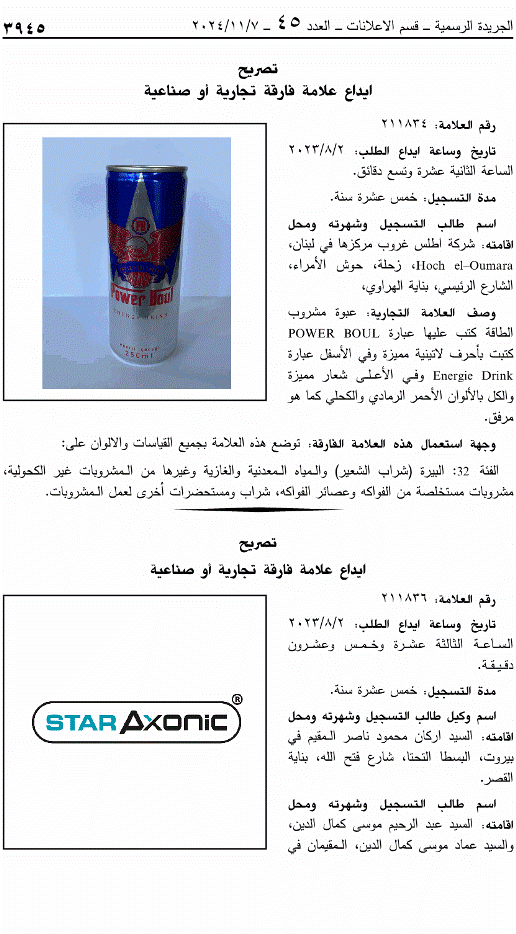 الجريدة الرسمية ــ قسم الاعلانات ــ العدد ٤٥ ــ ٢٠٢٤/١١/٧
٣٩٤٥
تصريح
ايداع علامة فارقة تجارية أو صناعية
رقم العلامة: ٢١١٨٣٤
تاريخ وساعة ايداع الطلب: ٢٠٢٣/٨/٢
الساعة الثانية عشرة وتسع دقائق.
مدة التسجيل: خمس عشرة سنة.
اسم طالب التسجيل وشهرته ومحل
اقامته: شركة اطلس غروب مركزها في لبنان،
Hoch el–Oumara، زحلة، حوش الأمراء،
الشارع الرئيسي، بناية الهراوي،
وصف العلامة التجارية: عبوة مشروب
الطاقة كتب عليها عبارة POWER BOUL
كتبت بأحرف لاتينية مميزة وفي الأسفل عبارة
Energie Drink وفي الأعلى شعار مميزة
والكل بالألوان الأحمر الرمادي والكحلي كما هو
مرفق.
PB
Power Boul
ENERGY DRINK
250ml
وجهة استعمال هذه العلامة الفارقة: توضع هذه العلامة بجميع القياسات والالوان على:
الفئة 32: البيرة (شراب الشعير) والمياه المعدنية والغازية وغيرها من المشروبات غير الكحولية،
مشروبات مستخلصة من الفواكه وعصائر الفواكه، شراب ومستحضرات أخرى لعمل المشروبات.
تصريح
ايداع علامة فارقة تجارية أو صناعية
رقم العلامة: ٢١١٨٣٦
تاريخ وساعة ايداع الطلب: ٢٠٢٣/٨/٢
الساعة الثالثة عشرة وخمس وعشرون
دقيقة.
مدة التسجيل: خمس عشرة سنة.
اسم وكيل طالب التسجيل وشهرته ومحل
اقامته: السيد اركان محمود ناصر المقيم في
بيروت، البسطا التحتا، شارع فتح الله، بناية
القصر.
اسم طالب التسجيل وشهرته ومحل
اقامته: السيد عبد الرحيم موسى كمال الدين،
والسيد عماد موسى كمال الدين، المقيمان في
STAR AXONIC ®